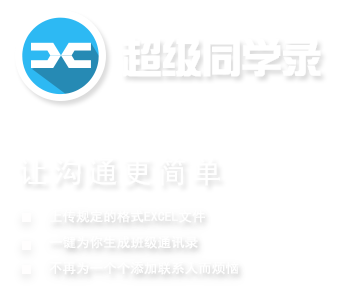 超级同学录
让沟通更简单
上传规定的格式EXCEL文件
一键为你生成班级通讯录
不再为一个个添加联系人而烦恼